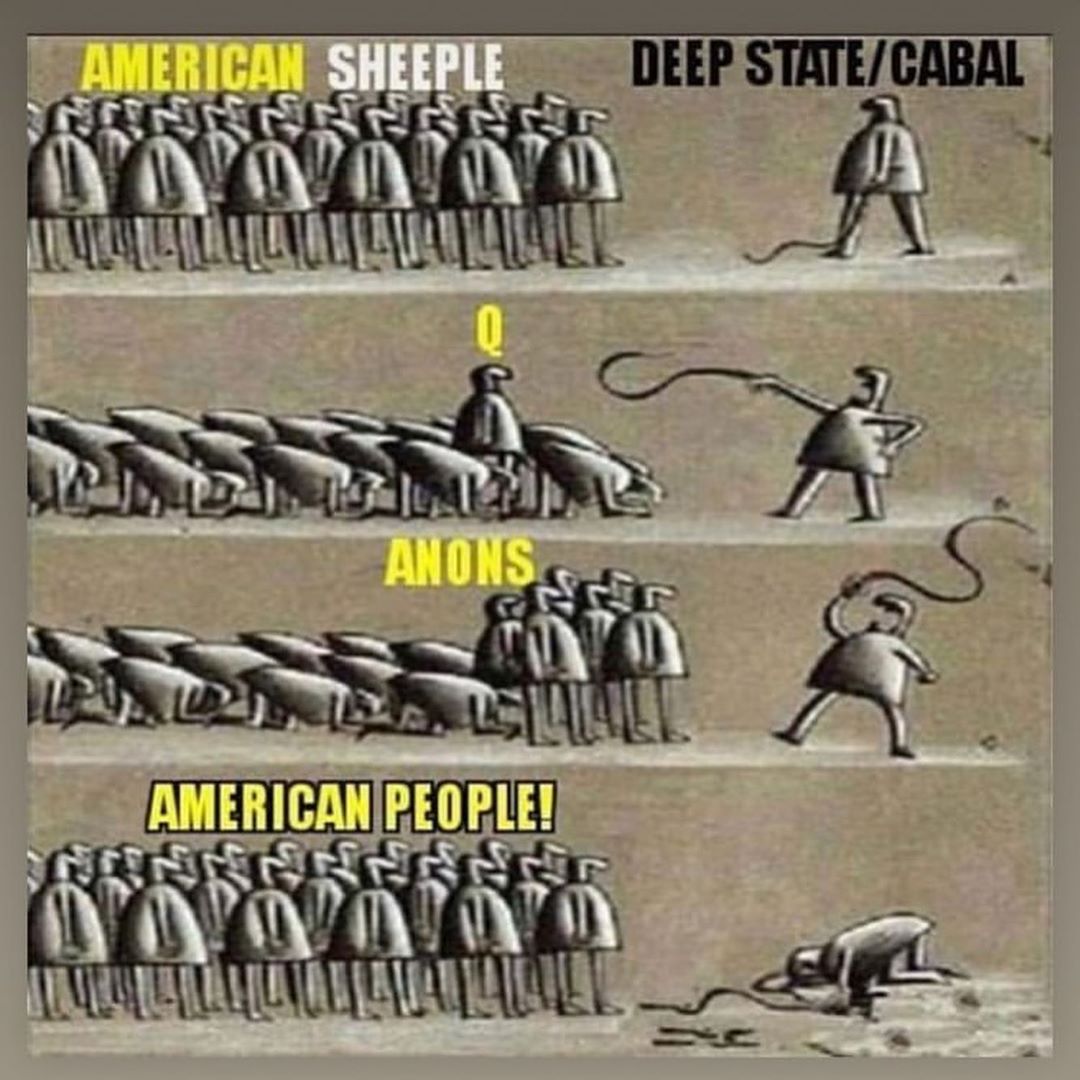 AMERICAN SHEEPLE
DEEP STATE/CABAL
Q
ANONS
AMERICAN PEOPLE!